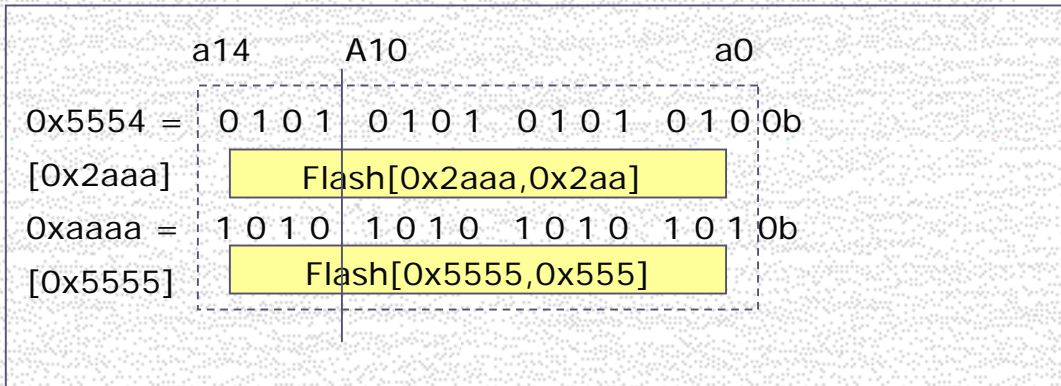 a14 A10 a0
0x5554 = 0 1 0 1 0 1 0 1 0 1 0 1 0 1 0 0b
[0x2aaa] Flash[0x2aaa,0x2aa]
0xaaaa = 1 0 1 0 1 0 1 0 1 0 1 0 1 0 1 0b
[0x5555] Flash[0x5555,0x555]